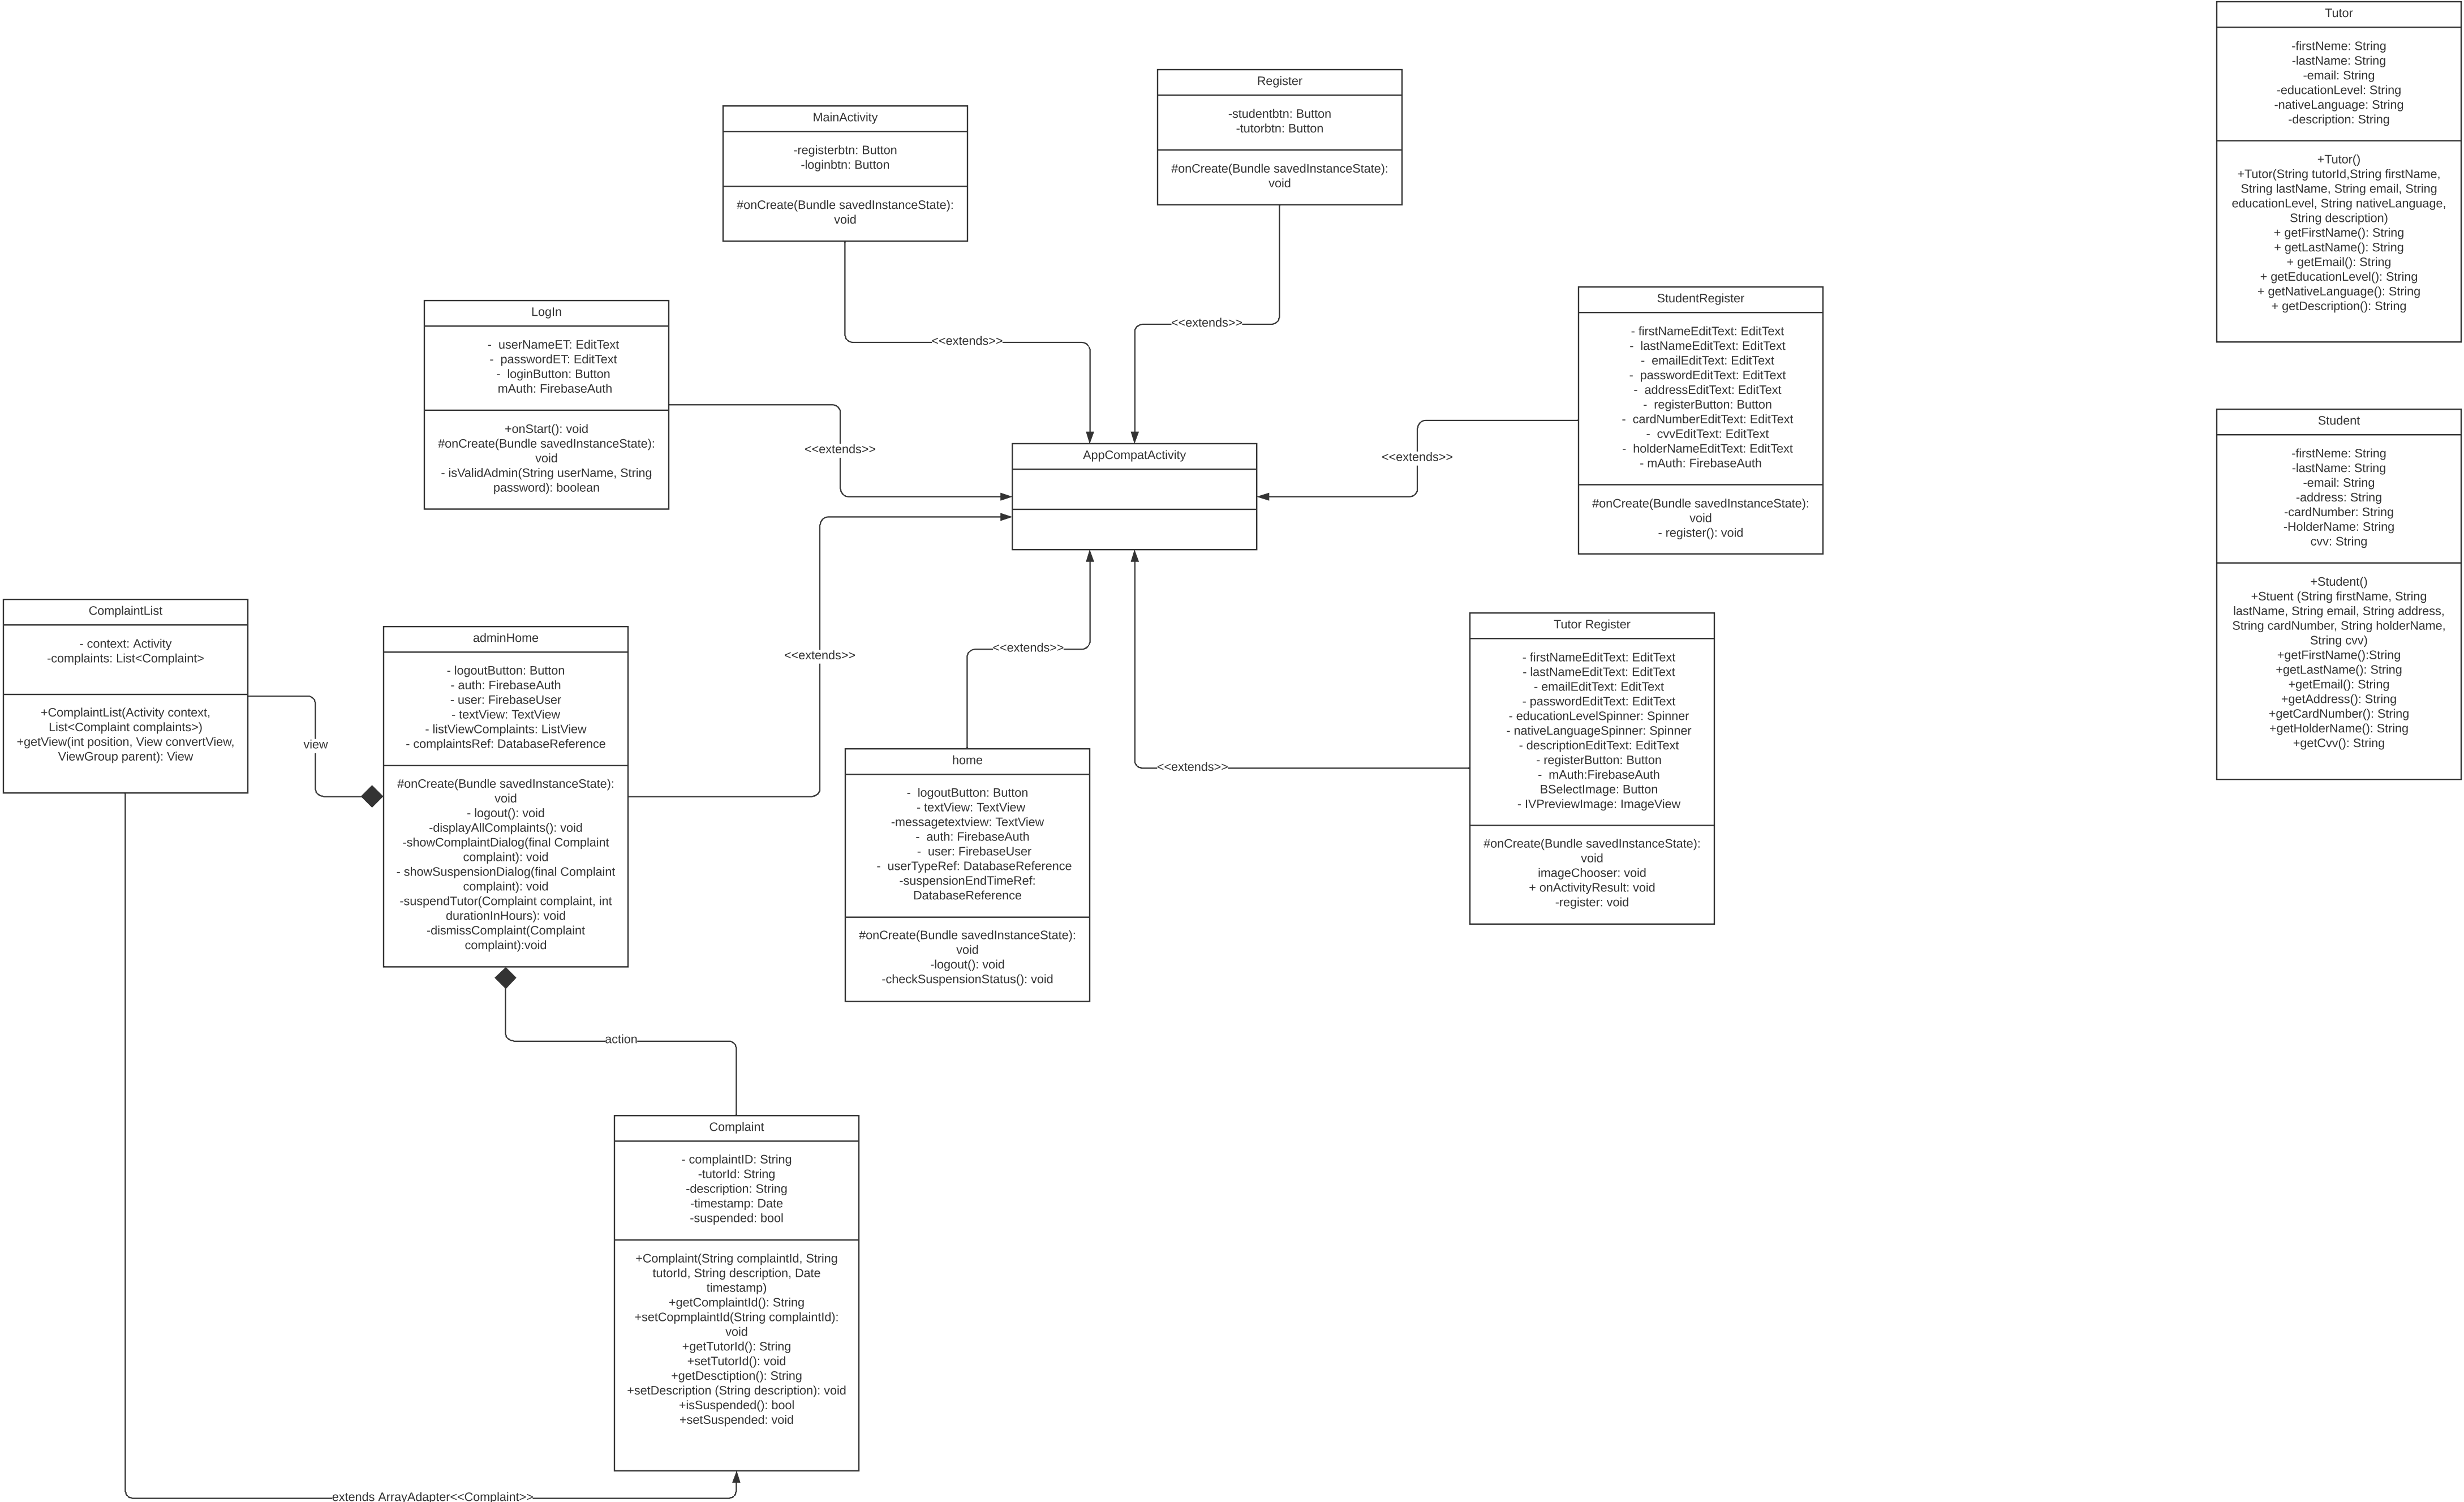 Tutor
-firstNeme: String
-lastName: String
-email: String
-educationLevel: String
-nativeLanguage: String
-description: String
+Tutor()
+Tutor(String tutorId,String firstName,
String lastName, String email, String
educationLevel, String nativeLanguage,
String description)
+ getFirstName(): String
+ getLastName(): String
+ getEmail(): String
+ getEducationLevel(): String
+ getNativeLanguage(): String
+ getDescription(): String
Register
-studentbtn: Button
-tutorbtn: Button
#onCreate(Bundle savedInstanceState):
void
MainActivity
-registerbtn: Button
-loginbtn: Button
#onCreate(Bundle savedInstanceState):
void
<<extends>>
<<extends>>
LogIn
- userNameET: EditText
- passwordET: EditText
- loginButton: Button
mAuth: FirebaseAuth
+onStart(): void
#onCreate(Bundle savedInstanceState):
void
- isValidAdmin(String userName, String
password): boolean
<<extends>>
StudentRegister
- firstNameEditText: EditText
- lastNameEditText: EditText
- emailEditText: EditText
- passwordEditText: EditText
- addressEditText: EditText
- registerButton: Button
- cardNumberEditText: EditText
- cvvEditText: EditText
- holderNameEditText: EditText
- mAuth: FirebaseAuth
#onCreate(Bundle savedInstanceState):
void
- register(): void
<<extends>>
AppCompatActivity
Student
-firstNeme: String
-lastName: String
-email: String
-address: String
-cardNumber: String
-HolderName: String
cvv: String
+Student()
+Stuent (String firstName, String
lastName, String email, String address,
String cardNumber, String holderName,
String cvv)
+getFirstName():String
+getLastName(): String
+getEmail(): String
+getAddress(): String
+getCardNumber(): String
+getHolderName(): String
+getCvv(): String
ComplaintList
- context: Activity
-complaints: List<Complaint>
+ComplaintList(Activity context,
List<Complaint complaints>)
+getView(int position, View convertView,
ViewGroup parent): View
view
adminHome
- logoutButton: Button
- auth: FirebaseAuth
- user: FirebaseUser
- textView: TextView
- listViewComplaints: ListView
- complaintsRef: DatabaseReference
#onCreate(Bundle savedInstanceState):
void
- logout(): void
-displayAllComplaints(): void
-showComplaintDialog(final Complaint
complaint): void
- showSuspensionDialog(final Complaint
complaint): void
-suspendTutor(Complaint complaint, int
durationInHours): void
-dismissComplaint(Complaint
complaint):void
<<extends>>
<<extends>>
home
- logoutButton: Button
- textView: TextView
-messagetextview: TextView
- auth: FirebaseAuth
- user: FirebaseUser
- userTypeRef: DatabaseReference
-suspensionEndTimeRef:
DatabaseReference
#onCreate(Bundle savedInstanceState):
void
-logout(): void
-checkSuspensionStatus(): void
<<extends>>
Tutor Register
- firstNameEditText: EditText
- lastNameEditText: EditText
- emailEditText: EditText
- passwordEditText: EditText
- educationLevelSpinner: Spinner
- nativeLanguageSpinner: Spinner
- descriptionEditText: EditText
- registerButton: Button
- mAuth:FirebaseAuth
BSelectImage: Button
- IVPreviewImage: ImageView
#onCreate(Bundle savedInstanceState):
void
imageChooser: void
+ onActivityResult: void
-register: void
action
Complaint
- complaintID: String
-tutorId: String
-description: String
-timestamp: Date
-suspended: bool
+Complaint(String complaintId, String
tutorId, String description, Date
timestamp)
+getComplaintId(): String
+setCopmplaintId(String complaintId):
void
+getTutorId(): String
+setTutorId(): void
+getDesctiption(): String
+setDescription (String description): void
+isSuspended(): bool
+setSuspended: void
extends ArrayAdapter<<Complaint>>